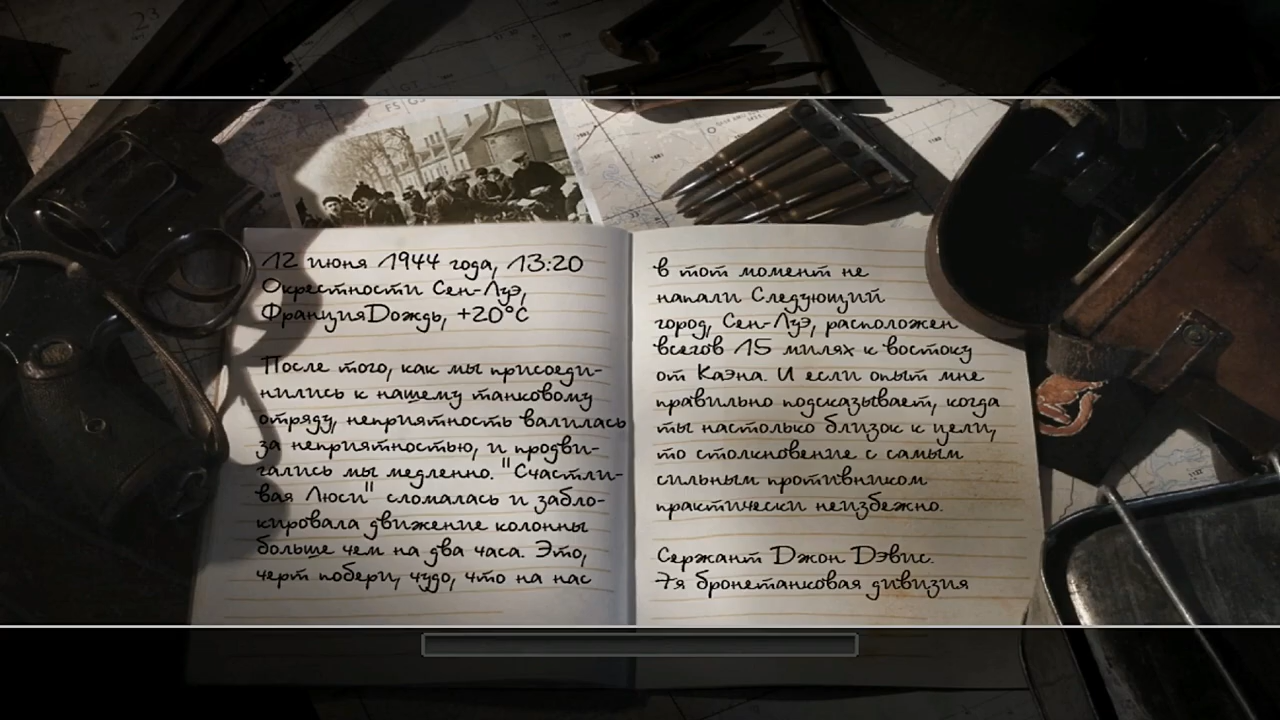 12 июня 1944 года, 13:20
Окрестности Сен-Луэ,
ФранцияДождь, +20°C
После того, как мы присоеди-
нились к нашему танковому
отряду, неприятность валилась
за неприятностью, и продви-
гались мы медленно. "Счастли-
вая Люси" сломалась и забло-
кировала движение колонны
больше чем на два часа. Это,
черт побери, чудо, что на нас
в тот момент не
напали Следующий
город, Сен-Луэ, расположен
всегов 15 милях к востоку
от Каэна. И если опыт мне
правильно подсказывает, когда
ты настолько близок к цели,
то столкновение с самым
сильным противником
практически неизбежно.
Сержант Джон Дэвис.
7я бронетанковая дивизия